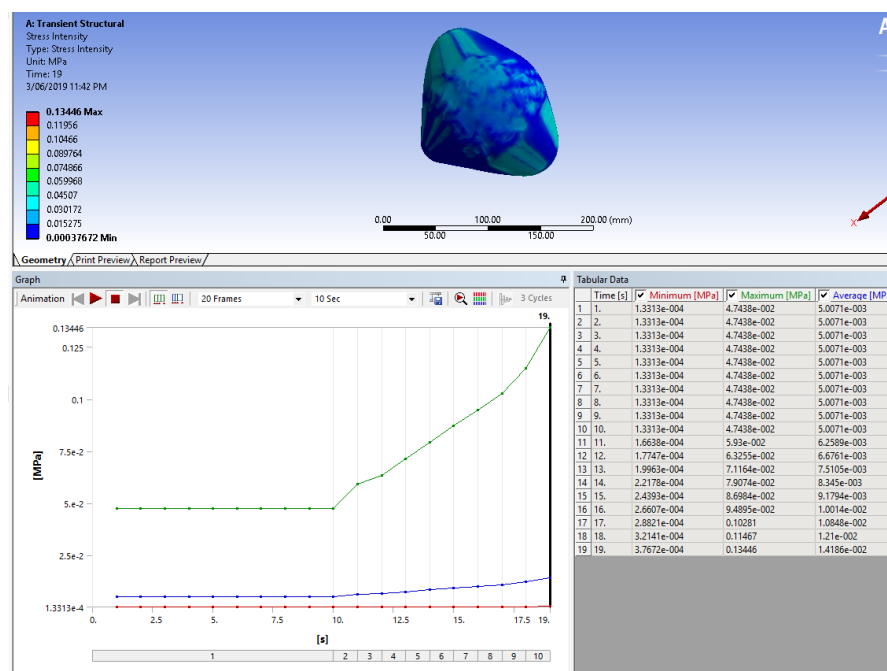 A: Transient Structural
Stress Intensity
Type: Stress Intensity
Unit: MPa
Time: 19
3/06/2019 11:42 PM
0.13446 Max
0.11956
0.10466
0.089764
0.074866
0.059968
0.04507
0.030172
0.015275
0.00037672 Min
0.00 100.00 200.00 (mm)
50.00 150.00
X
Geometry Print Preview Report Preview
Graph
Animation 20 Frames 10 Sec 3 Cycles
19.
0.13446
0.125
0.1
7.5e-2
5.e-2
2.5e-2
1.3313e-4
[MPa]
0. 2.5 5. 7.5 10. 12.5 15. 17.5 19.
[s]
1 2 3 4 5 6 7 8 9 10
Tabular Data
Time [s] Minimum [MPa] Maximum [MPa] Average [MP
1 1. 1.3313e-004 4.7438e-002 5.0071e-003
2 2. 1.3313e-004 4.7438e-002 5.0071e-003
3 3. 1.3313e-004 4.7438e-002 5.0071e-003
4 4. 1.3313e-004 4.7438e-002 5.0071e-003
5 5. 1.3313e-004 4.7438e-002 5.0071e-003
6 6. 1.3313e-004 4.7438e-002 5.0071e-003
7 7. 1.3313e-004 4.7438e-002 5.0071e-003
8 8. 1.3313e-004 4.7438e-002 5.0071e-003
9 9. 1.3313e-004 4.7438e-002 5.0071e-003
10 10. 1.3313e-004 4.7438e-002 5.0071e-003
11 11. 1.6638e-004 5.93e-002 6.2589e-003
12 12. 1.7747e-004 6.3255e-002 6.6761e-003
13 13. 1.9963e-004 7.1164e-002 7.5105e-003
14 14. 2.2178e-004 7.9074e-002 8.345e-003
15 15. 2.4393e-004 8.6984e-002 9.1794e-003
16 16. 2.6607e-004 9.4895e-002 1.0014e-002
17 17. 2.8821e-004 0.10281 1.0848e-002
18 18. 3.2141e-004 0.11467 1.21e-002
19 19. 3.7672e-004 0.13446 1.4186e-002